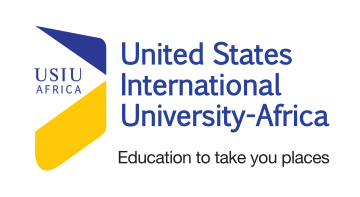 USIU
AFRICA
United States
International
University-Africa
Education to take you places